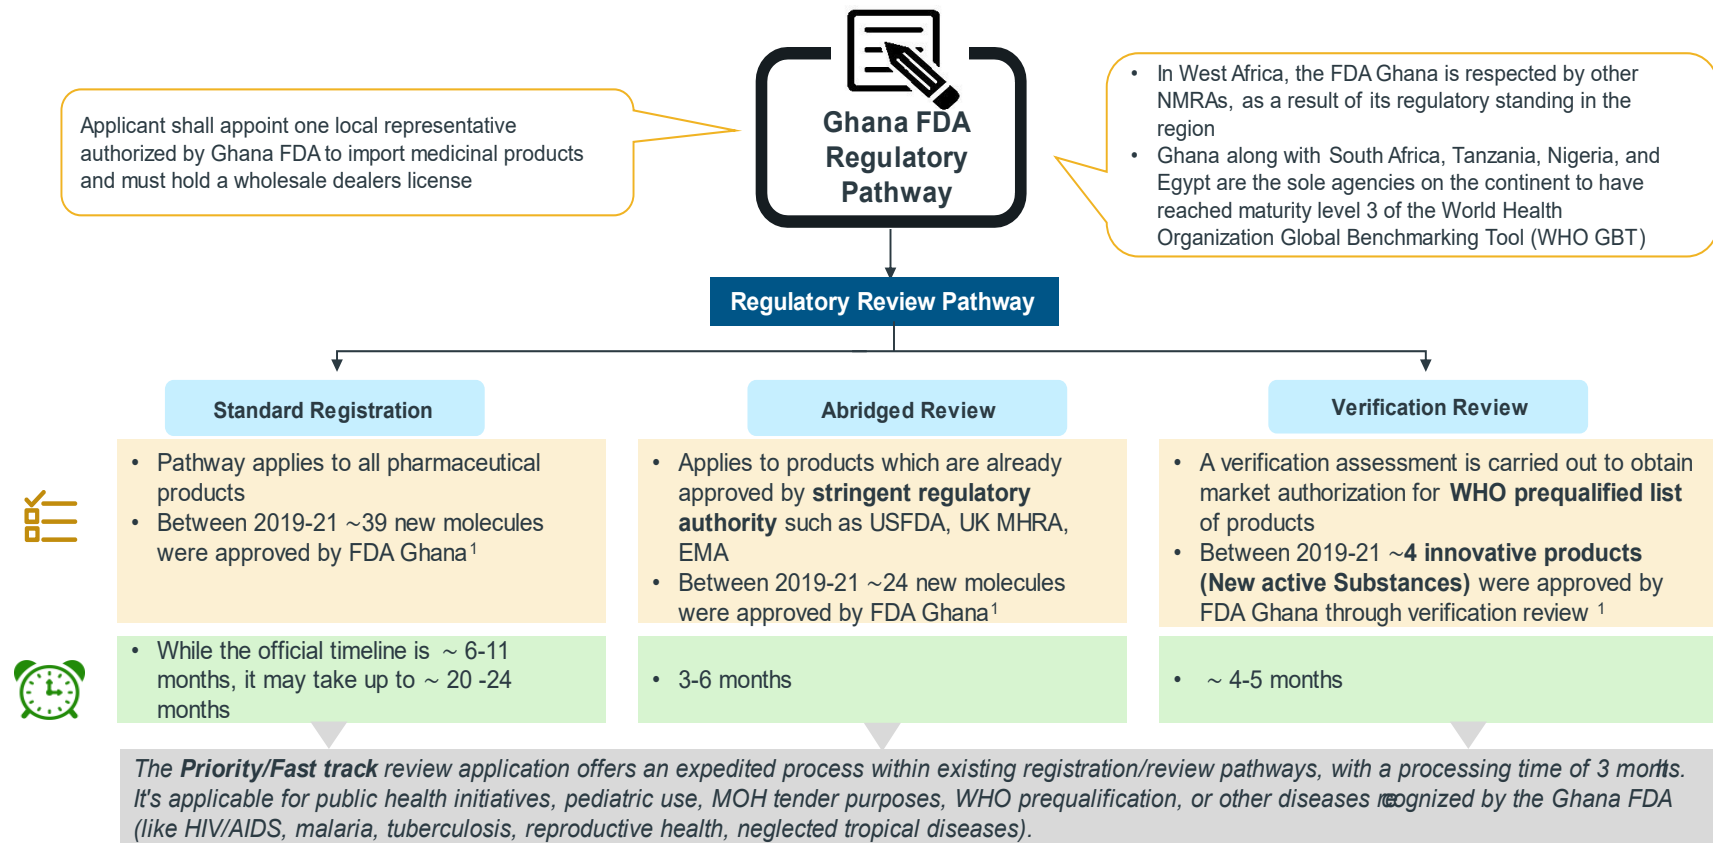 Ghana FDA
Regulatory
Pathway
Applicant shall appoint one local representative
authorized by Ghana FDA to import medicinal products
and must hold a wholesale dealers license
• In West Africa, the FDA Ghana is respected by other
NMRAs, as a result of its regulatory standing in the
region
• Ghana along with South Africa, Tanzania, Nigeria, and
Egypt are the sole agencies on the continent to have
reached maturity level 3 of the World Health
Organization Global Benchmarking Tool (WHO GBT)
Regulatory Review Pathway
Standard Registration
• Pathway applies to all pharmaceutical
products
• Between 2019-21 ~39 new molecules
were approved by FDA Ghana¹
• While the official timeline is ~ 6-11
months, it may take up to ~ 20 -24
months
Abridged Review
• Applies to products which are already
approved by stringent regulatory
authority such as USFDA, UK MHRA,
EMA
• Between 2019-21 ~24 new molecules
were approved by FDA Ghana¹
• 3-6 months
Verification Review
• A verification assessment is carried out to obtain
market authorization for WHO prequalified list
of products
• Between 2019-21 ~4 innovative products
(New active Substances) were approved by
FDA Ghana through verification review ¹
• ~ 4-5 months
The Priority/Fast track review application offers an expedited process within existing registration/review pathways, with a processing time of 3 months.
It's applicable for public health initiatives, pediatric use, MOH tender purposes, WHO prequalification, or other diseases recognized by the Ghana FDA
(like HIV/AIDS, malaria, tuberculosis, reproductive health, neglected tropical diseases).